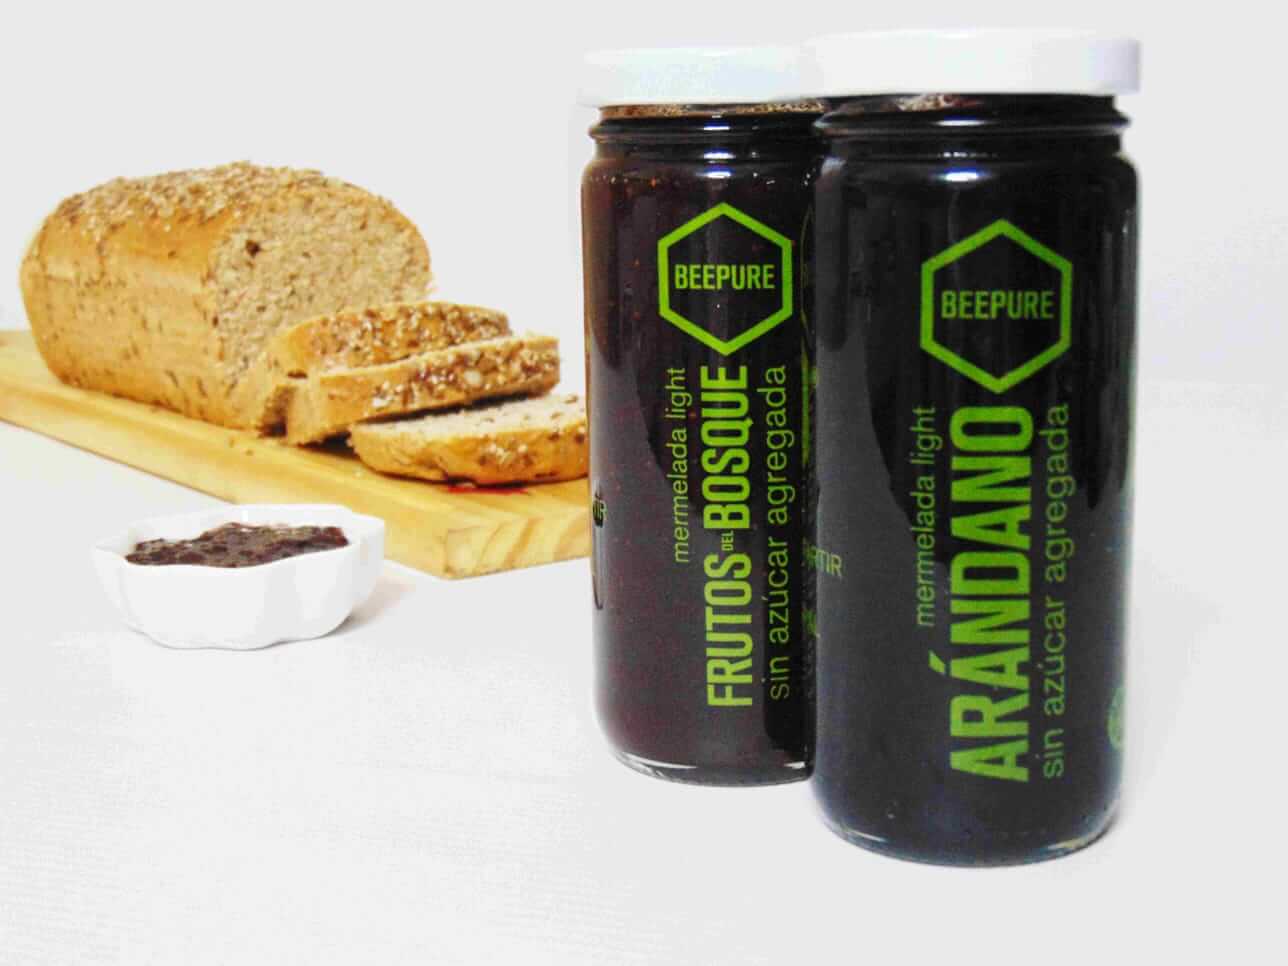 BEEPURE
mermelada light
FRUTOS DEL BOSQUE
sin azúcar agregada
BEEPURE
mermelada light
ARÁNDANO
sin azúcar agregada